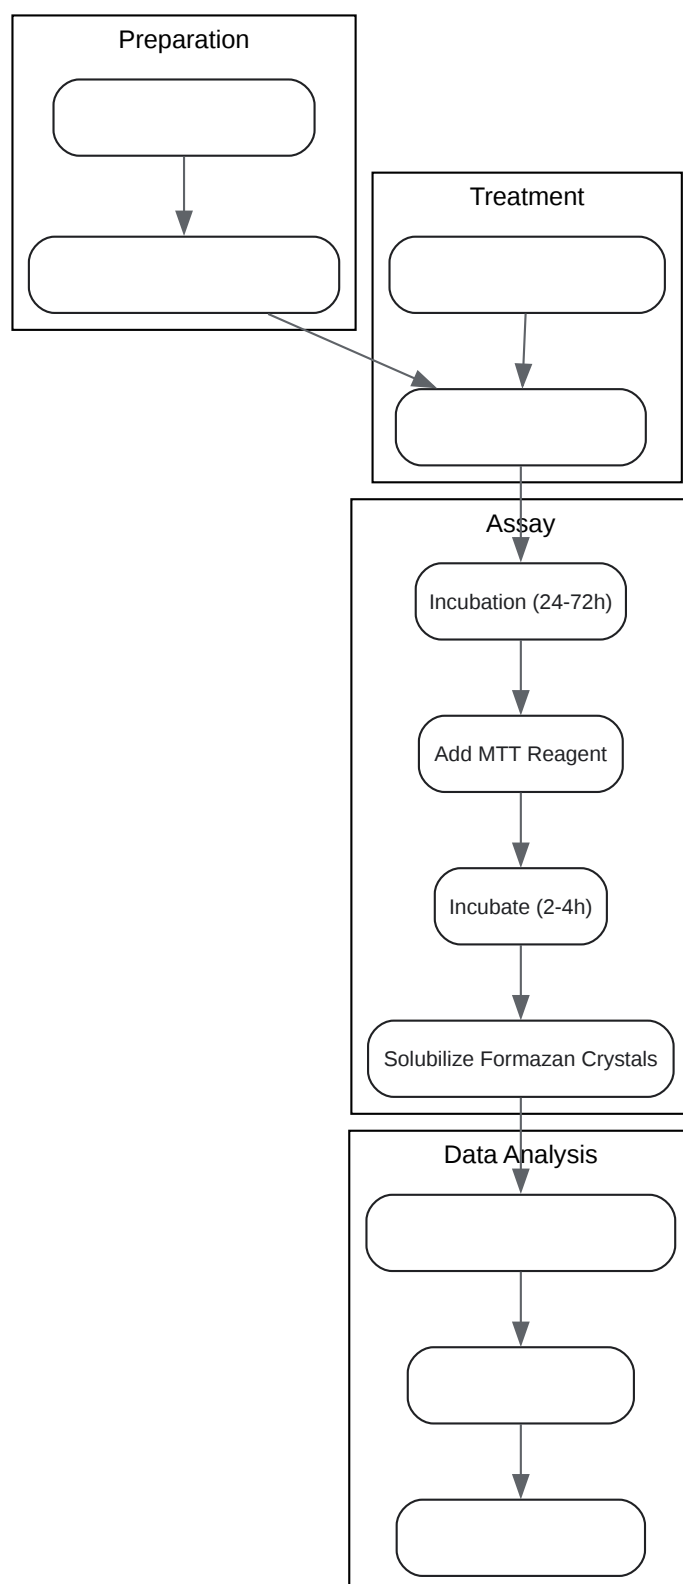 Preparation
Treatment
Assay
Incubation (24-72h)
Add MTT Reagent
Incubate (2-4h)
Solubilize Formazan Crystals
Data Analysis